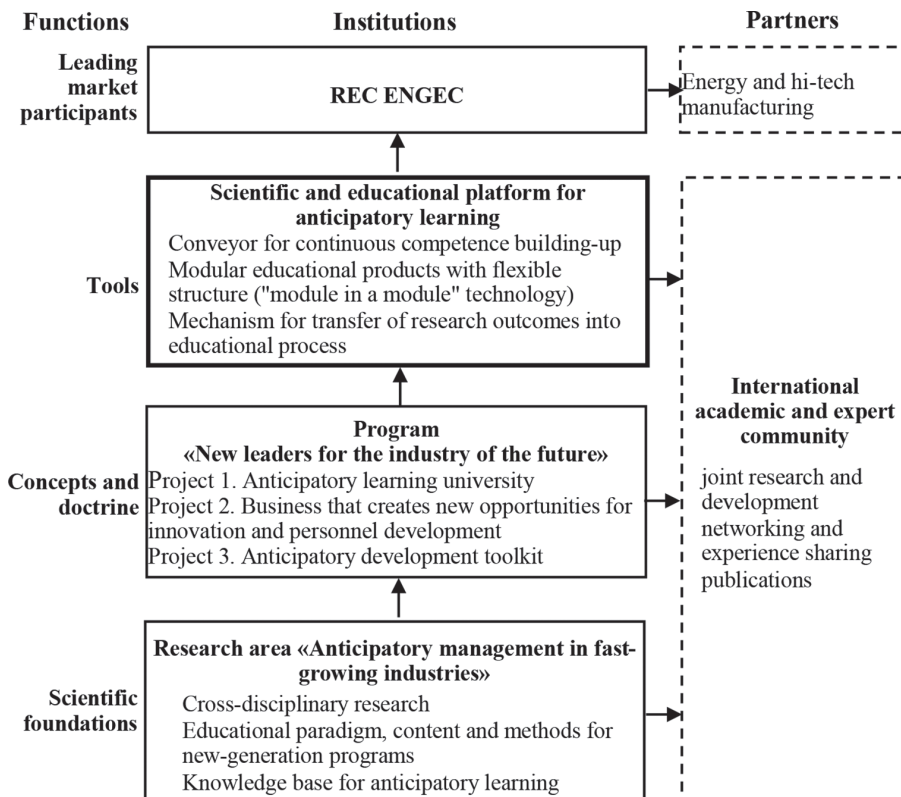 Functions
Institutions
Partners
Leading
market
participants
REC ENGEC
Energy and hi-tech
manufacturing
Tools
Scientific and educational platform for
anticipatory learning
Conveyor for continuous competence building-up
Modular educational products with flexible
structure ("module in a module" technology)
Mechanism for transfer of research outcomes into
educational process
Concepts and
doctrine
Program
«New leaders for the industry of the future»
Project 1. Anticipatory learning university
Project 2. Business that creates new opportunities for
innovation and personnel development
Project 3. Anticipatory development toolkit
Scientific
foundations
Research area «Anticipatory management in fast-
growing industries»
Cross-disciplinary research
Educational paradigm, content and methods for
new-generation programs
Knowledge base for anticipatory learning
International
academic and expert
community
joint research and
development
networking and
experience sharing
publications